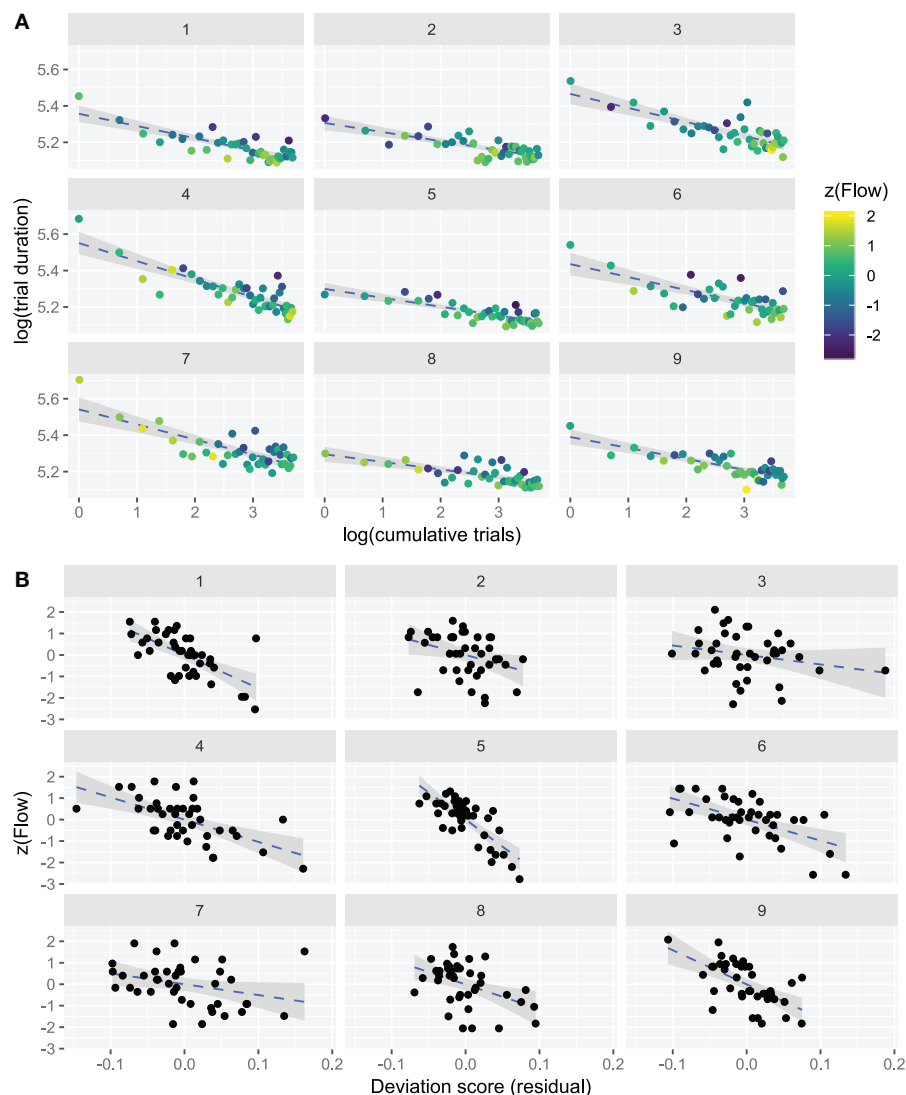 A
1 2 3
5.6
5.4
5.2
4 5 6
5.6
5.4
5.2
7 8 9
5.6
5.4
5.2
0 1 2 3 0 1 2 3 0 1 2 3
log(cumulative trials)
log(trial duration)
z(Flow)
2
1
0
-1
-2
B
1 2 3
2
1
0
-1
-2
-3
4 5 6
2
1
0
-1
-2
-3
7 8 9
2
1
0
-1
-2
-3
-0.1 0.0 0.1 0.2 -0.1 0.0 0.1 0.2 -0.1 0.0 0.1 0.2
Deviation score (residual)
z(Flow)